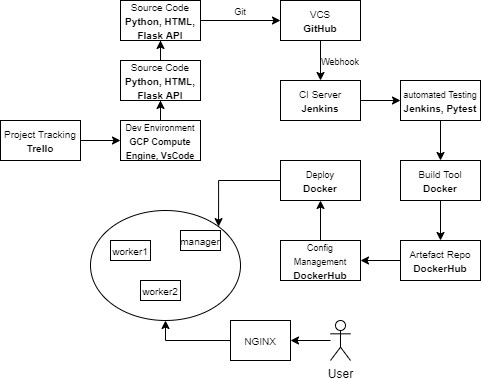 Source Code
Python, HTML,
Flask API
Git
VCS
GitHub
Webhook
Source Code
Python, HTML,
Flask API
CI Server
Jenkins
automated Testing
Jenkins, Pytest
Project Tracking
Trello
Dev Environment
GCP Compute
Engine, VsCode
Deploy
Docker
Build Tool
Docker
worker1
manager
worker2
Config
Management
DockerHub
Artefact Repo
DockerHub
NGINX
User